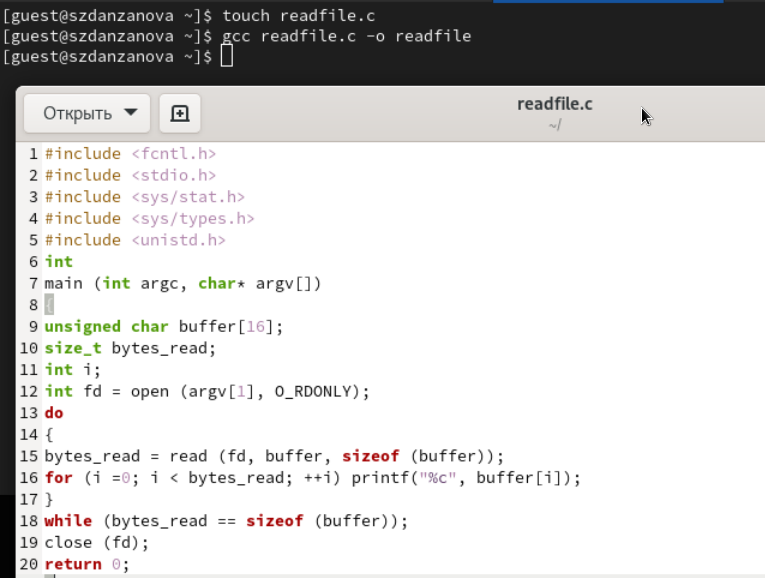 [guest@szdanzanova ~]$ touch readfile.c
[guest@szdanzanova ~]$ gcc readfile.c -o readfile
[guest@szdanzanova ~]$
Открыть
readfile.c
~/
1 #include <fcntl.h>
2 #include <stdio.h>
3 #include <sys/stat.h>
4 #include <sys/types.h>
5 #include <unistd.h>
6 int
7 main (int argc, char* argv[])
8 {
9 unsigned char buffer[16];
10 size_t bytes_read;
11 int i;
12 int fd = open (argv[1], O_RDONLY);
13 do
14 {
15 bytes_read = read (fd, buffer, sizeof (buffer));
16 for (i =0; i < bytes_read; ++i) printf("%c", buffer[i]);
17 }
18 while (bytes_read == sizeof (buffer));
19 close (fd);
20 return 0;